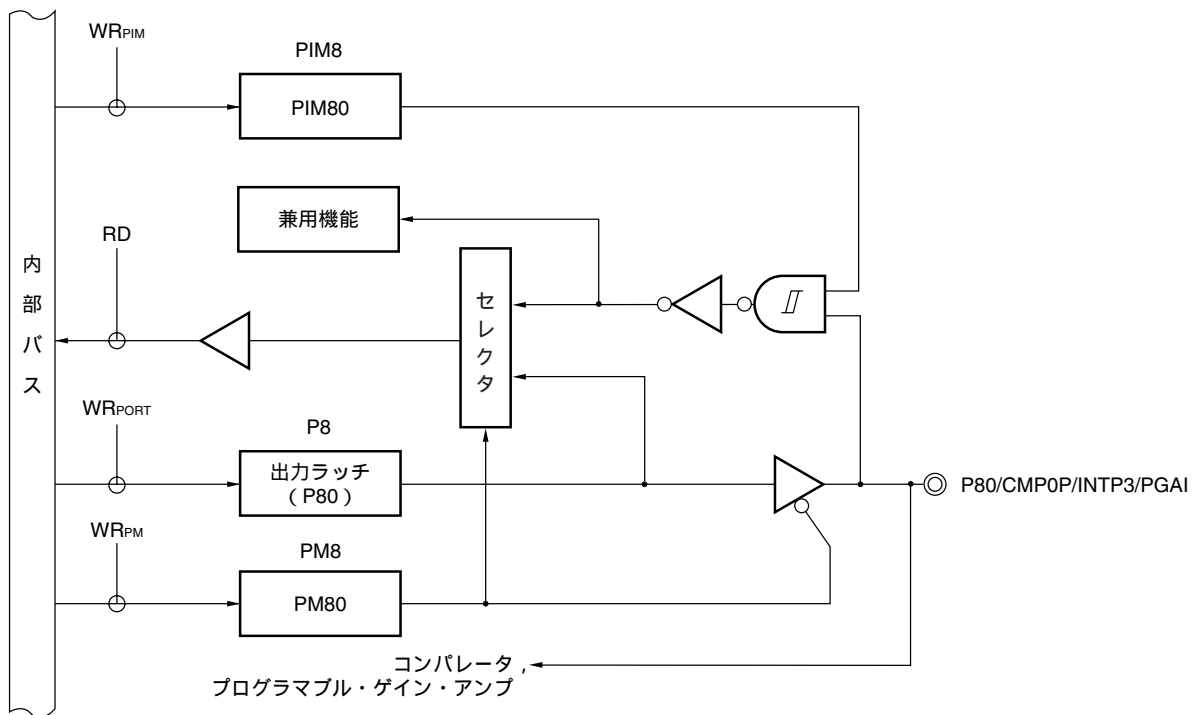 WRPIM
PIM8
PIM80
兼用機能
RD
内部バス
セレクタ
WRPORT
P8
出力ラッチ
（P80）
P80/CMP0P/INTP3/PGAI
WRPM
PM8
PM80
コンパレータ，
プログラマブル・ゲイン・アンプ